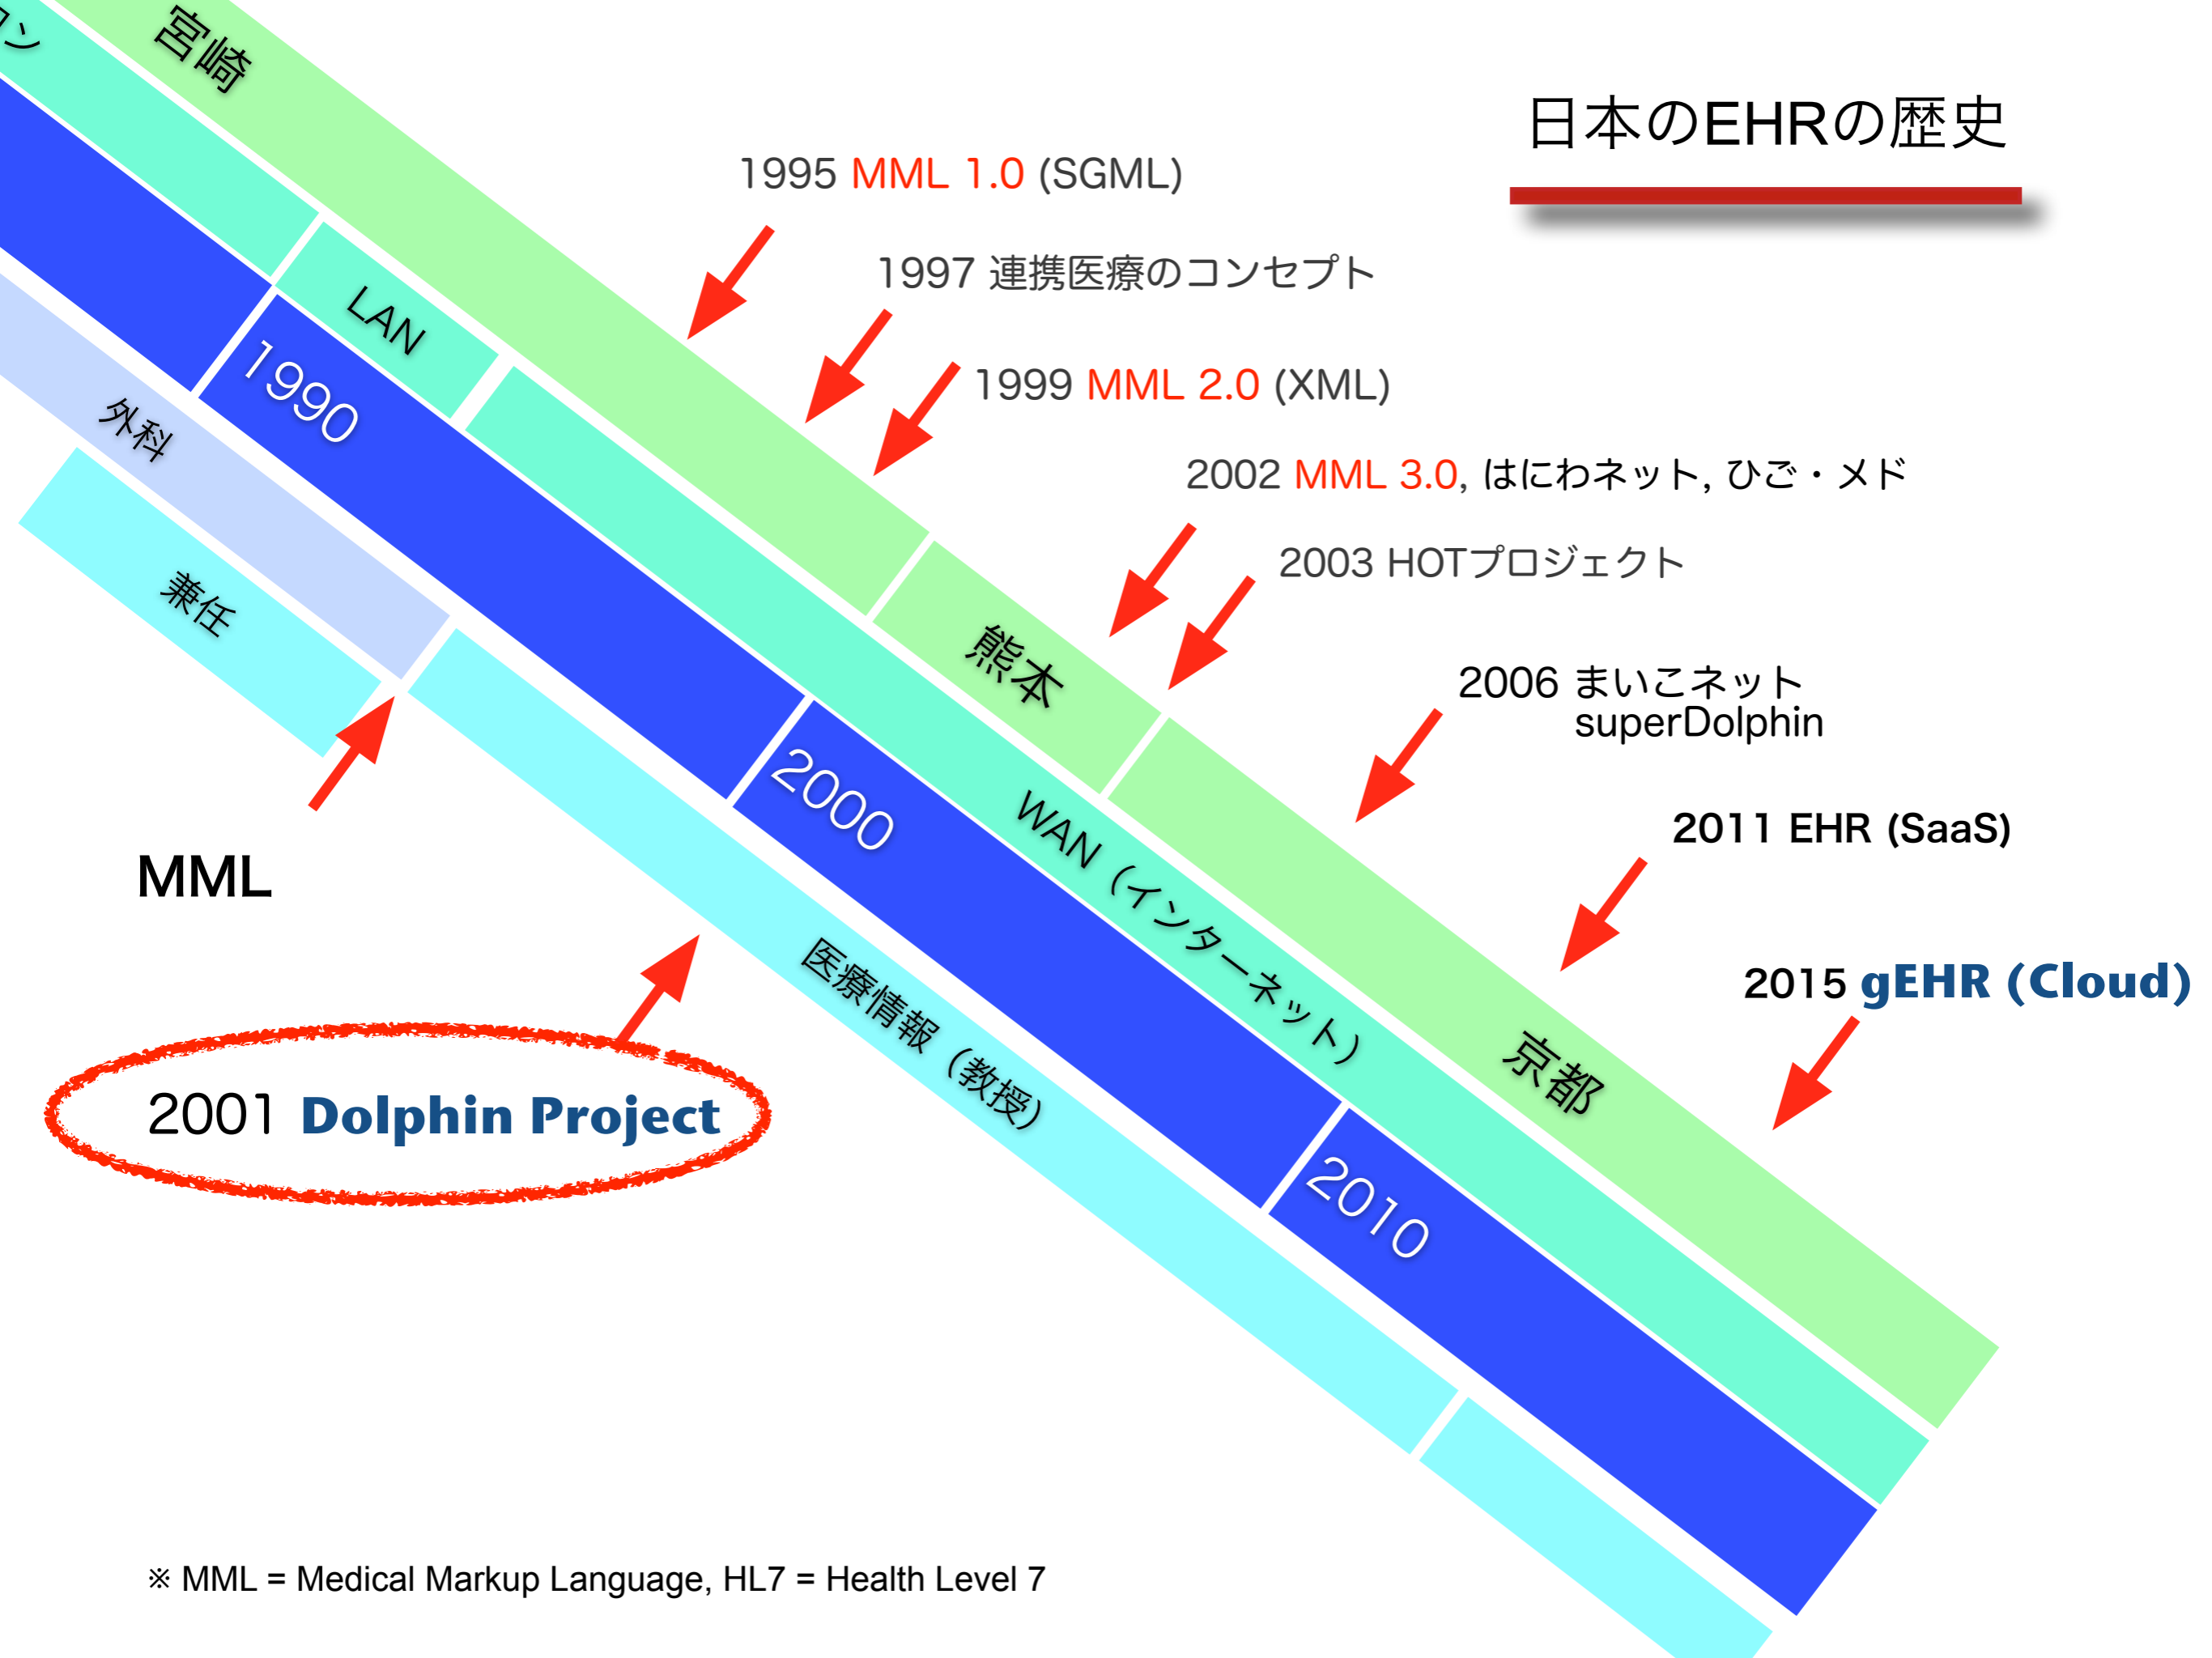 日本のEHRの歴史
宮崎
1995 MML 1.0 (SGML)
1997 連携医療のコンセプト
LAN
1999 MML 2.0 (XML)
1990
外科
2002 MML 3.0, はにわネット, ひご・メド
2003 HOTプロジェクト
兼任
熊本
2006 まいこネット
superDolphin
2000
WAN（インターネット）
2011 EHR (SaaS)
MML
医療情報（教授）
2015 gEHR (Cloud)
京都
2001 Dolphin Project
2010
※ MML = Medical Markup Language, HL7 = Health Level 7